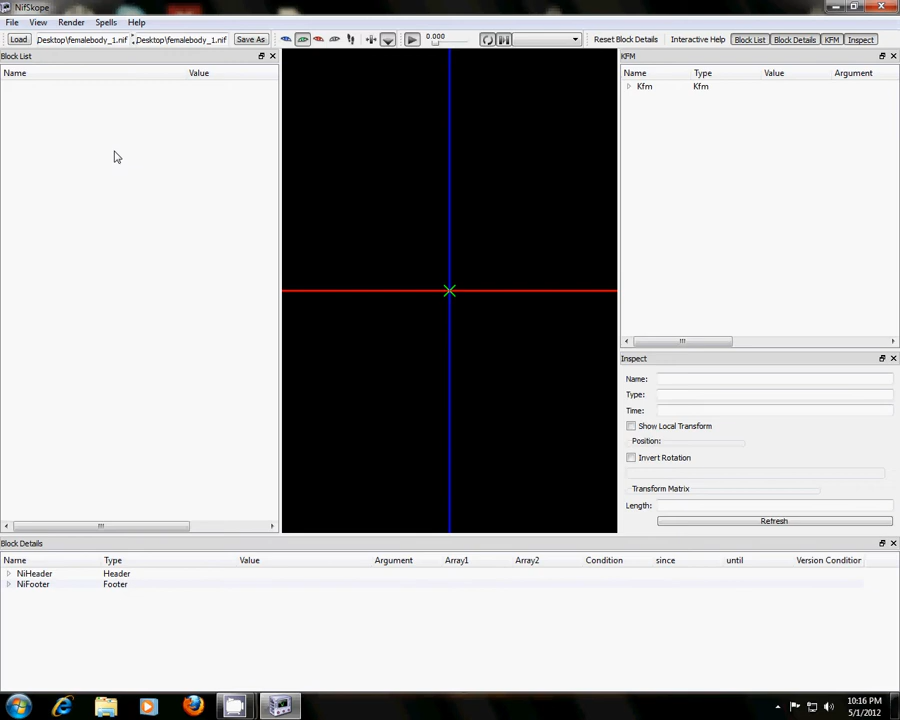 NifSkope
File View Render Spells Help
Load Desktop\femalebody_1.nif Desktop\femalebody_1.nif Save As 0.000 Reset Block Details Interactive Help Block List Block Details KFM Inspect
Block List
Name Value
KFM
Name Type Value Argument
Kfm Kfm
Inspect
Name:
Type:
Time:
Show Local Transform
Position:
Invert Rotation
Transform Matrix
Length:
Refresh
Block Details
Name Type Value Argument Array1 Array2 Condition since until Version Condition
NiHeader Header
NiFooter Footer
10:16 PM
5/1/2012